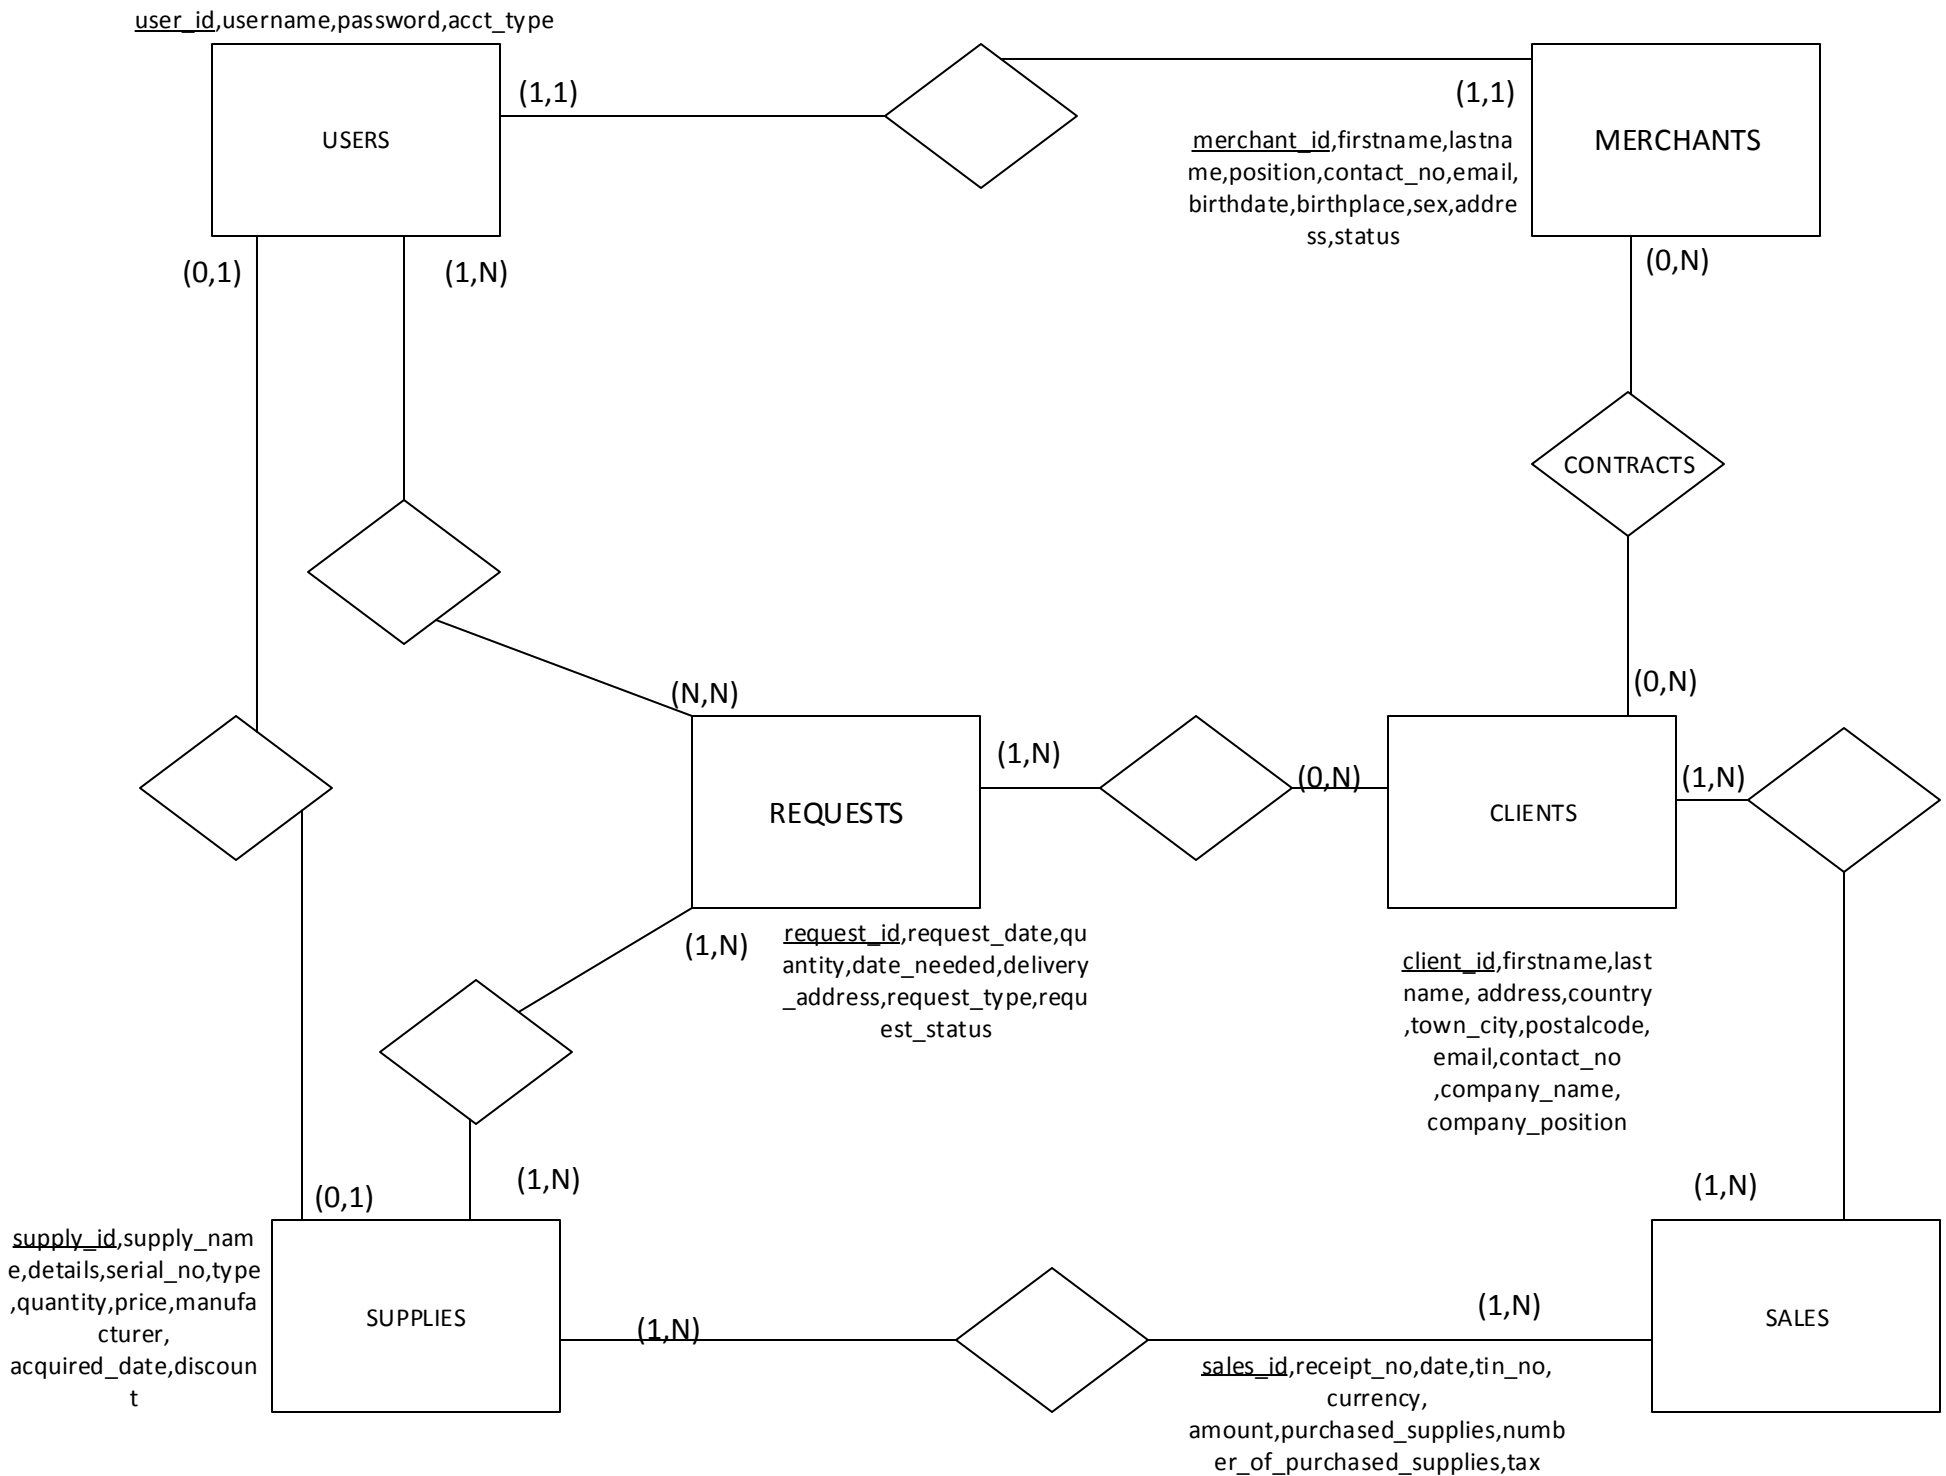 user_id,username,password,acct_type
USERS
(1,1)
(1,1)
MERCHANTS
merchant_id,firstname,lastna
me,position,contact_no,email,
birthdate,birthplace,sex,addre
ss,status
(0,1)
(1,N)
(0,N)
CONTRACTS
(N,N)
(0,N)
REQUESTS
(1,N)
(0,N)
CLIENTS
(1,N)
(1,N)
request_id,request_date,qu
antity,date_needed,delivery
_address,request_type,requ
est_status
client_id,firstname,last
name, address,country
,town_city,postalcode,
email,contact_no
,company_name,
company_position
(0,1)
(1,N)
(1,N)
supply_id,supply_nam
e,details,serial_no,type
,quantity,price,manufa
cturer,
acquired_date,discoun
t
SUPPLIES
(1,N)
(1,N)
SALES
sales_id,receipt_no,date,tin_no,
currency,
amount,purchased_supplies,numb
er_of_purchased_supplies,tax